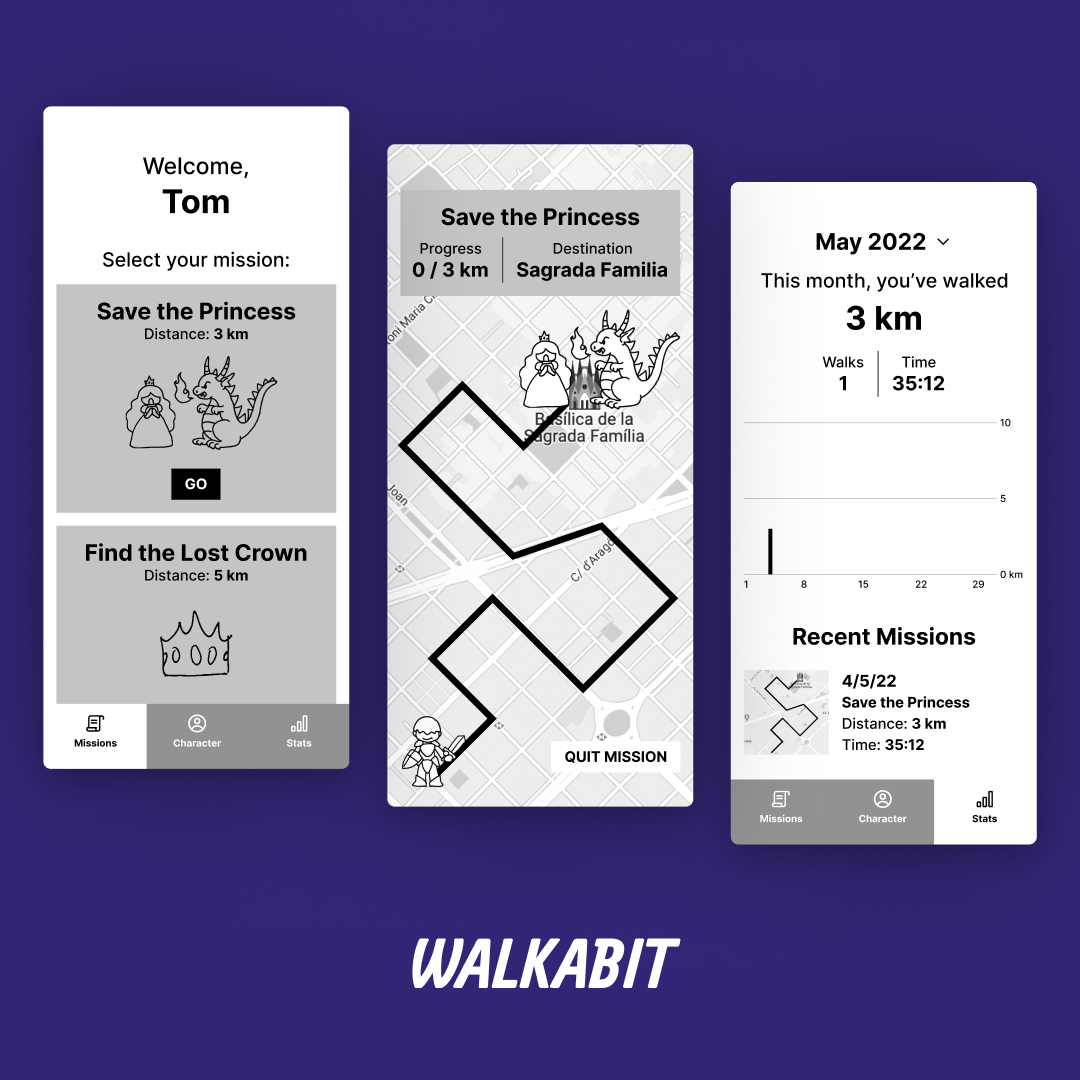 Welcome,
Tom
Select your mission:
Save the Princess
Distance: 3 km
GO
Find the Lost Crown
Distance: 5 km
Missions
Character
Stats
Save the Princess
Progress
0 / 3 km
Destination
Sagrada Familia
Basílica de la
Sagrada Família
Joan
C/ d'Aragó
QUIT MISSION
May 2022
This month, you've walked
3 km
Walks
1
Time
35:12
10
5
0 km
1 8 15 22 29
Recent Missions
4/5/22
Save the Princess
Distance: 3 km
Time: 35:12
Missions
Character
Stats
WALKABIT